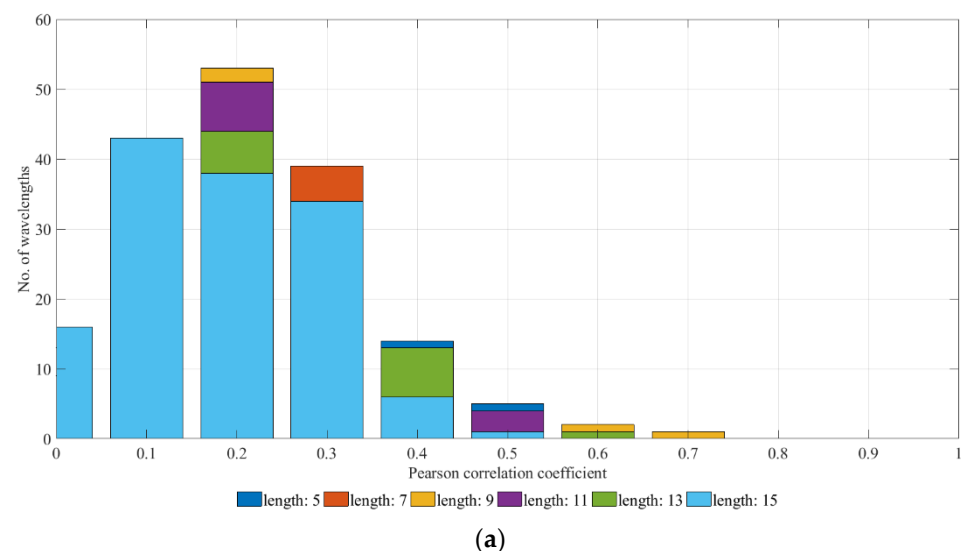 60
50
40
30
20
10
0
No. of wavelengths
0 0.1 0.2 0.3 0.4 0.5 0.6 0.7 0.8 0.9 1
Pearson correlation coefficient
length: 5 length: 7 length: 9 length: 11 length: 13 length: 15
(a)